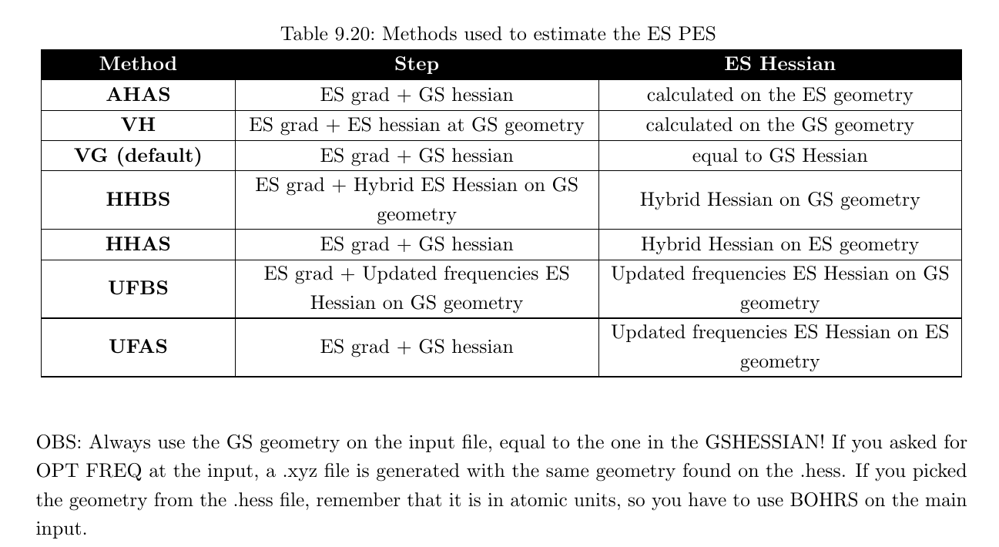 Table 9.20: Methods used to estimate the ES PES
Method Step ES Hessian
AHAS ES grad + GS hessian calculated on the ES geometry
VH ES grad + ES hessian at GS geometry calculated on the GS geometry
VG (default) ES grad + GS hessian equal to GS Hessian
HHBS ES grad + Hybrid ES Hessian on GS
geometry Hybrid Hessian on GS geometry
HHAS ES grad + GS hessian Hybrid Hessian on ES geometry
UFBS ES grad + Updated frequencies ES
Hessian on GS geometry Updated frequencies ES Hessian on GS
geometry
UFAS ES grad + GS hessian Updated frequencies ES Hessian on ES
geometry
OBS: Always use the GS geometry on the input file, equal to the one in the GSHESSIAN! If you asked for
OPT FREQ at the input, a .xyz file is generated with the same geometry found on the .hess. If you picked
the geometry from the .hess file, remember that it is in atomic units, so you have to use BOHRS on the main
input.